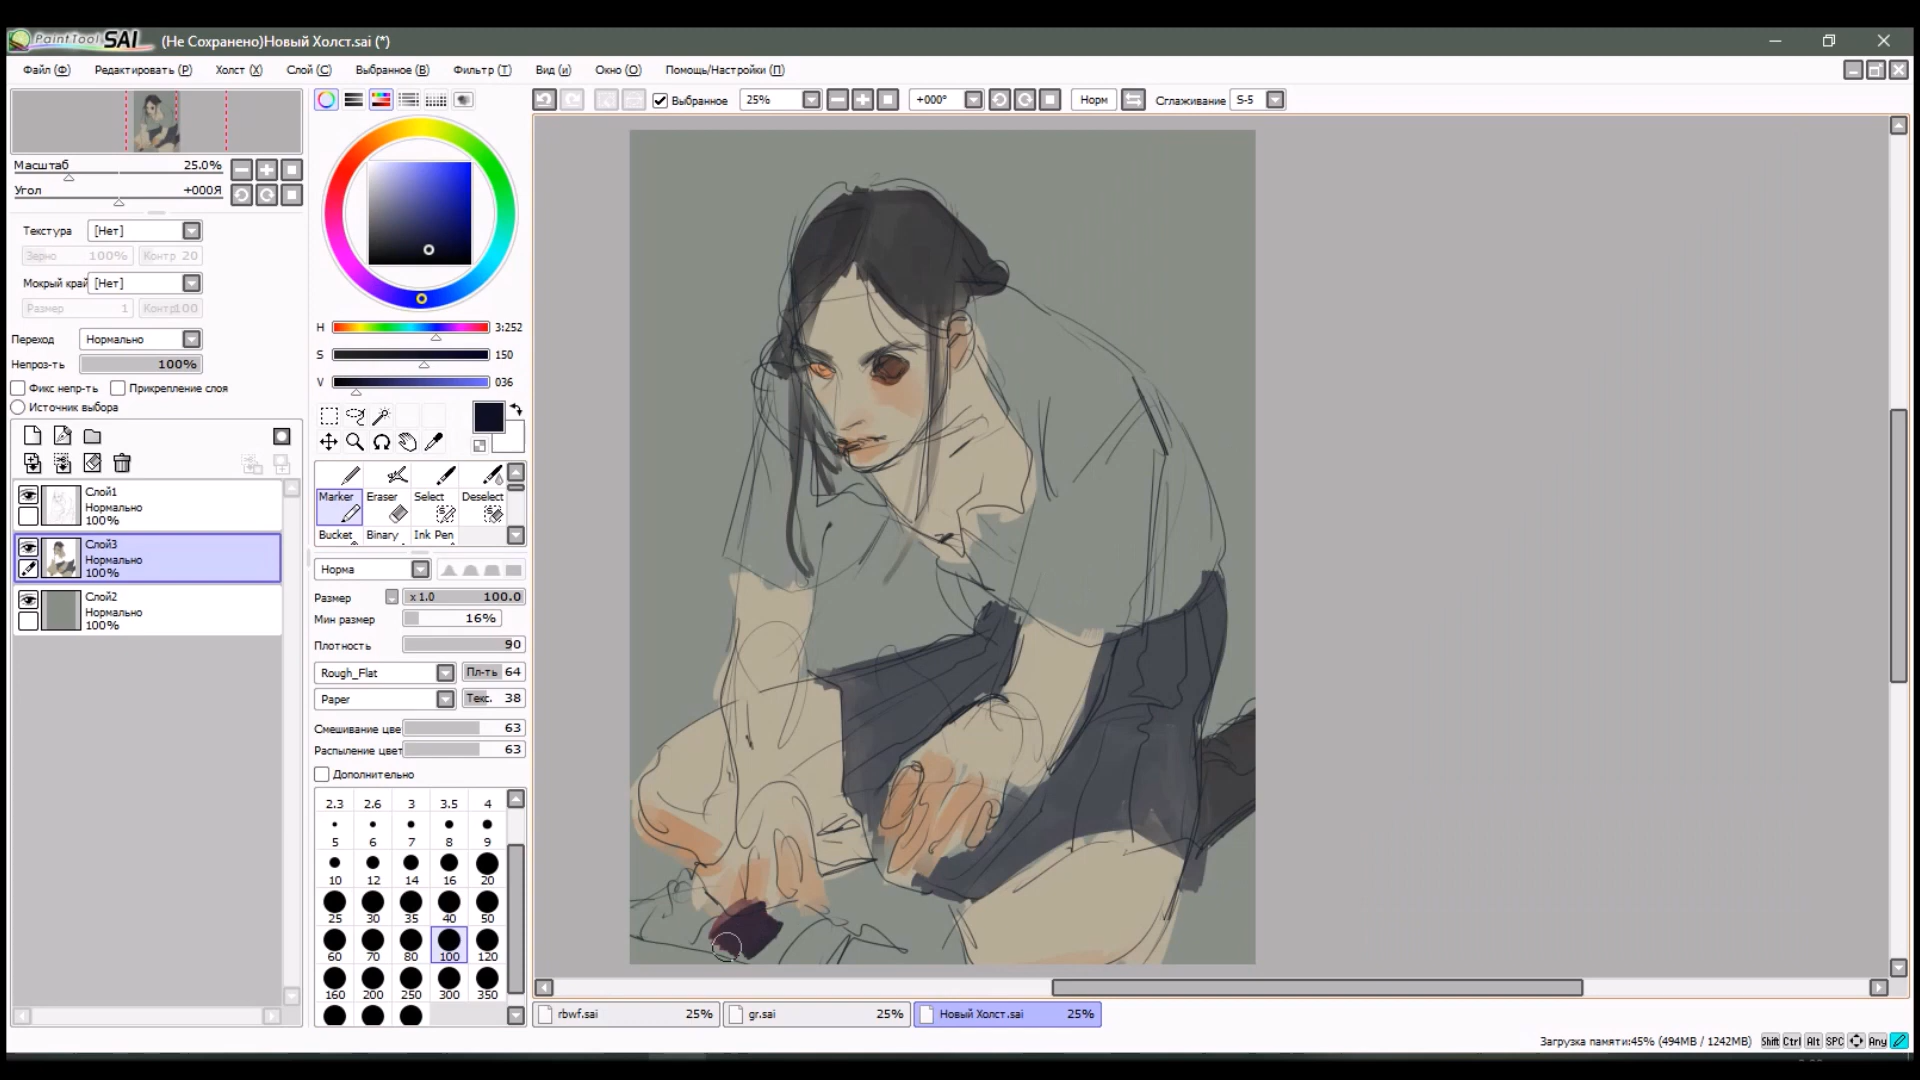 PaintTool SAI (Не Сохранено)Новый Холст.sai (*)
Файл (Ф) Редактировать (Р) Холст (Х) Слой (С) Выбранное (В) Фильтр (Т) Вид (и) Окно (О) Помощь/Настройки (П)
Выбранное 25% +000° Норм Сглаживание S-5
Масштаб 25.0%
Угол +000Я
Текстура [Нет]
Зерно 100% Контр 20
Мокрый край [Нет]
Размер 1 Контр 100
Переход Нормально
Непроз-ть 100%
Фикс непр-ть Прикрепление слоя
Источник выбора
Слой1
Нормально
100%
Слой3
Нормально
100%
Слой2
Нормально
100%
H 3:252
S 150
V 036
Marker Eraser Select Deselect
Bucket Binary Ink Pen
Норма
Размер x 1.0 100.0
Мин размер 16%
Плотность 90
Rough_Flat Пл-ть 64
Paper Текс. 38
Смешивание цве 63
Распыление цвет 63
Дополнительно
2.3 2.6 3 3.5 4
5 6 7 8 9
10 12 14 16 20
25 30 35 40 50
60 70 80 100 120
160 200 250 300 350
rbwf.sai 25% gr.sai 25% Новый Холст.sai 25%
Загрузка памяти:45% (494MB / 1242MB) Shift Ctrl Alt SPC Any